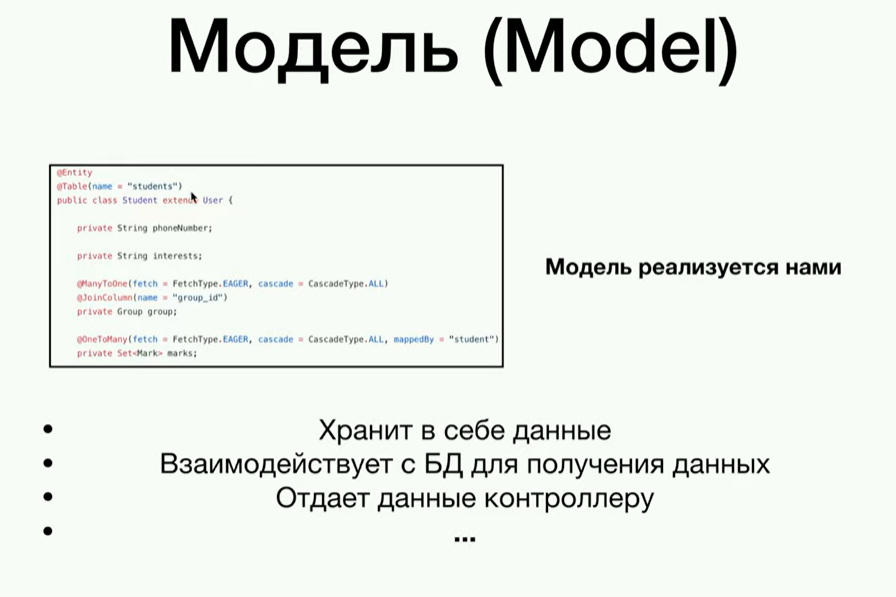 Модель (Model)
@Entity
@Table(name = "students")
public class Student extends User {
private String phoneNumber;
private String interests;
@ManyToOne(fetch = FetchType.EAGER, cascade = CascadeType.ALL)
@JoinColumn(name = "group_id")
private Group group;
@OneToMany(fetch = FetchType.EAGER, cascade = CascadeType.ALL, mappedBy = "student")
private Set<Mark> marks;
Модель реализуется нами
• Хранит в себе данные
• Взаимодействует с БД для получения данных
• Отдает данные контроллеру
• ...